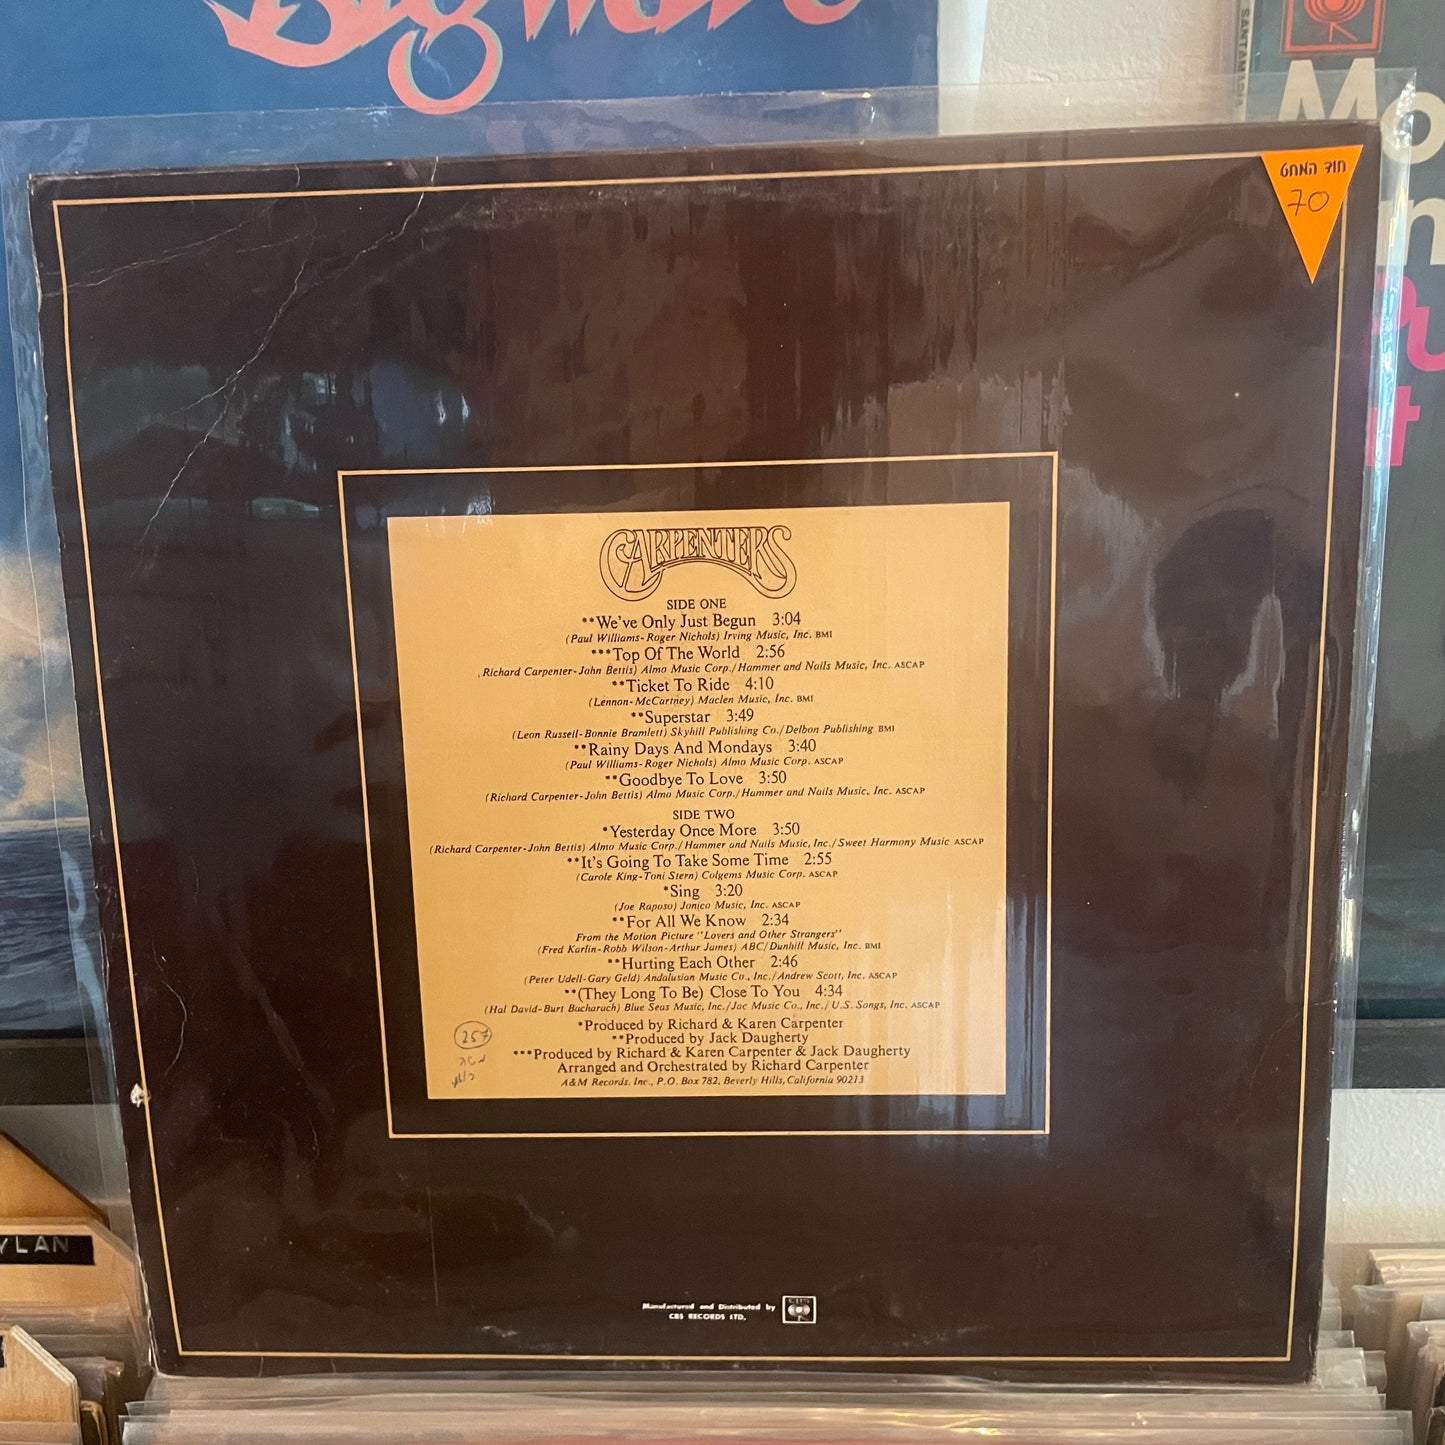 Big Wave
SANTAMARIA
Mo
חוד המחט
70
CARPENTERS
SIDE ONE
**We've Only Just Begun 3:04
(Paul Williams-Roger Nichols) Irving Music, Inc. BMI
***Top Of The World 2:56
Richard Carpenter-John Bettis) Almo Music Corp./Hammer and Nails Music, Inc. ASCAP
**Ticket To Ride 4:10
(Lennon-McCartney) Maclen Music, Inc. BMI
**Superstar 3:49
(Leon Russell-Bonnie Bramlett) Skyhill Publishing Co./Delbon Publishing BMI
**Rainy Days And Mondays 3:40
(Paul Williams-Roger Nichols) Almo Music Corp. ASCAP
**Goodbye To Love 3:50
(Richard Carpenter-John Bettis) Almo Music Corp./Hammer and Nails Music, Inc. ASCAP
SIDE TWO
*Yesterday Once More 3:50
(Richard Carpenter-John Bettis) Almo Music Corp./Hammer and Nails Music, Inc./Sweet Harmony Music ASCAP
**It's Going To Take Some Time 2:55
(Carole King-Toni Stern) Colgems Music Corp. ASCAP
*Sing 3:20
(Joe Raposo) Jonico Music, Inc. ASCAP
**For All We Know 2:34
From the Motion Picture "Lovers and Other Strangers"
(Fred Karlin-Robb Wilson-Arthur James) ABC/Dunhill Music, Inc. BMI
**Hurting Each Other 2:46
(Peter Udell-Gary Geld) Andalusian Music Co., Inc./Andrew Scott, Inc. ASCAP
**(They Long To Be) Close To You 4:34
(Hal David-Burt Bacharach) Blue Seas Music, Inc./Jac Music Co., Inc./U.S. Songs, Inc. ASCAP
*Produced by Richard & Karen Carpenter
**Produced by Jack Daugherty
***Produced by Richard & Karen Carpenter & Jack Daugherty
Arranged and Orchestrated by Richard Carpenter
A&M Records. Inc., P.O. Box 782, Beverly Hills, California 90213
257
Manufactured and Distributed by
CBS RECORDS LTD.
CBS
YLAN